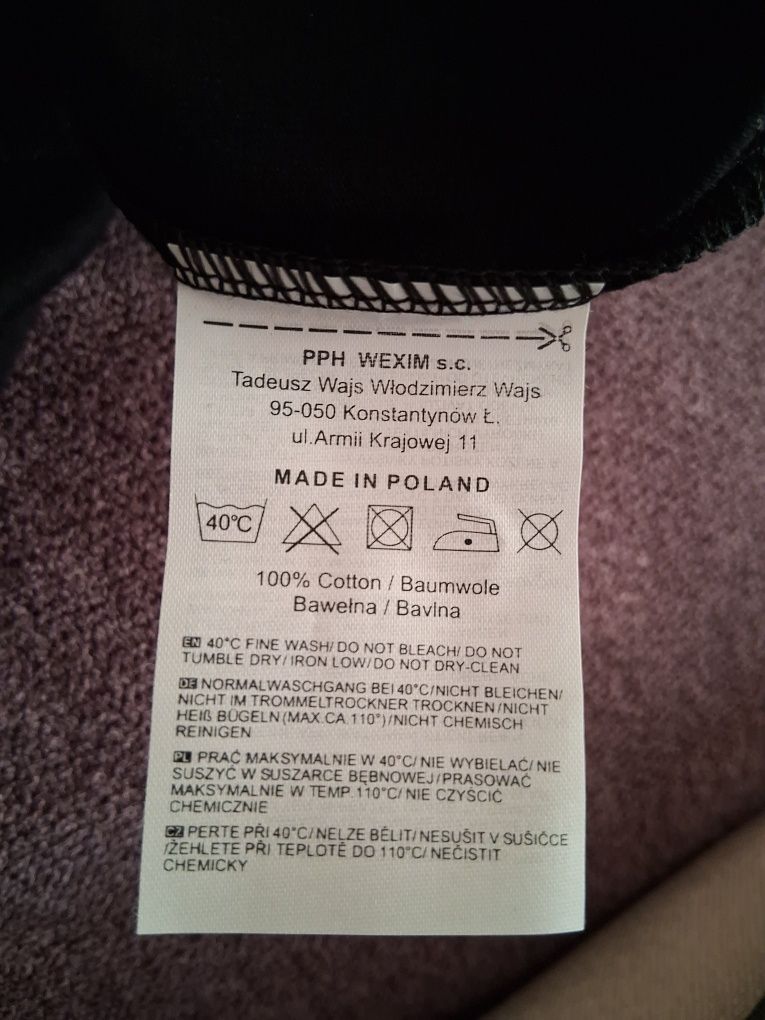 PPH WEXIM s.c.
Tadeusz Wajs Włodzimierz Wajs
95-050 Konstantynów Ł.
ul.Armii Krajowej 11
MADE IN POLAND
40°C
100% Cotton / Baumwole
Bawełna / Bavlna
EN 40°C FINE WASH/ DO NOT BLEACH/ DO NOT
TUMBLE DRY/ IRON LOW/ DO NOT DRY-CLEAN
DE NORMALWASCHGANG BEI 40°C/NICHT BLEICHEN/
NICHT IM TROMMELTROCKNER TROCKNEN/NICHT
HEIß BÜGELN (MAX.CA.110°)/NICHT CHEMISCH
REINIGEN
PL PRAĆ MAKSYMALNIE W 40°C/ NIE WYBIELAĆ/ NIE
SUSZYĆ W SUSZARCE BĘBNOWEJ/PRASOWAĆ
MAKSYMALNIE W TEMP.110°C/ NIE CZYŚCIĆ
CHEMICZNIE
CZ PERTE PŘI 40°C/ NELZE BĚLIT/ NESUŠIT V SUŠIČCE
/ŽEHLETE PŘI TEPLOTĚ DO 110°C/ NEČISTIT
CHEMICKY